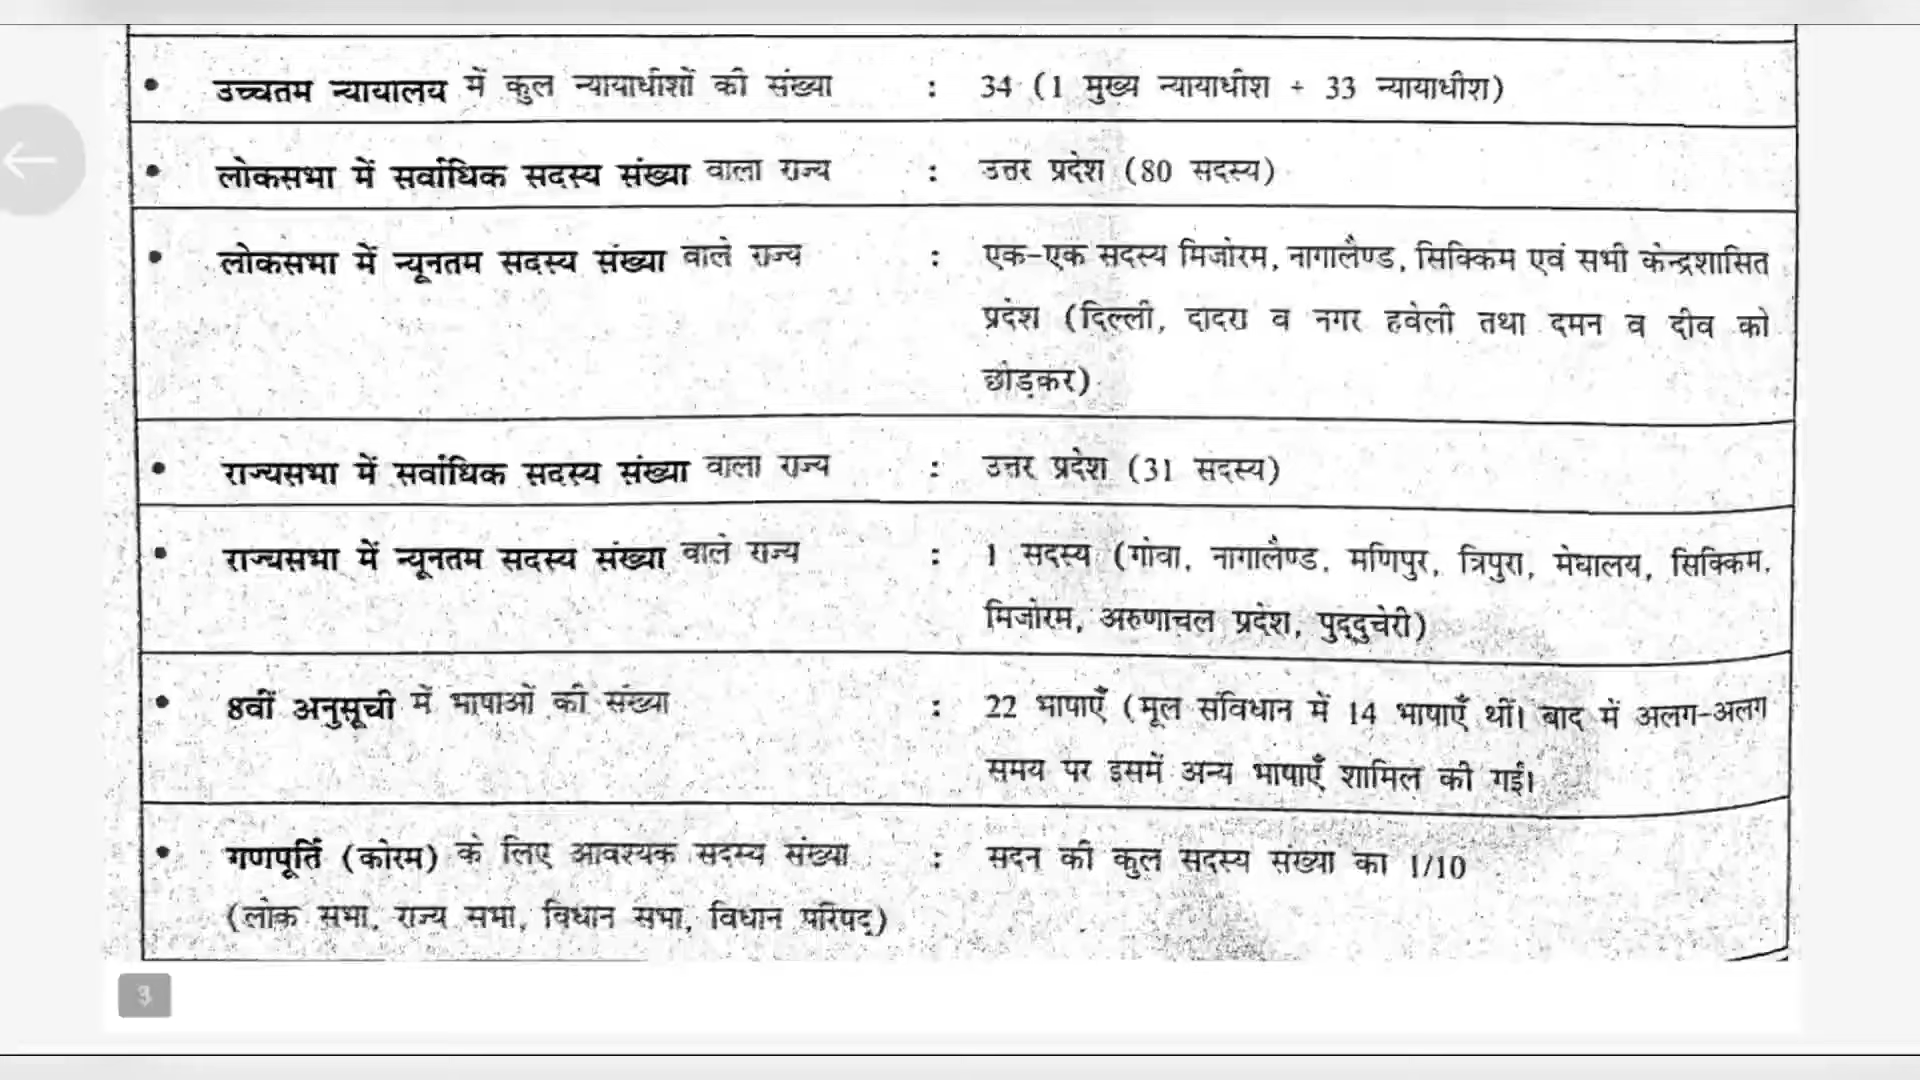 • उच्चतम न्यायालय में कुल न्यायाधीशों की संख्या : 34 (1 मुख्य न्यायाधीश + 33 न्यायाधीश)
• लोकसभा में सर्वाधिक सदस्य संख्या वाला राज्य : उत्तर प्रदेश (80 सदस्य)
• लोकसभा में न्यूनतम सदस्य संख्या वाले राज्य : एक-एक सदस्य मिजोरम, नागालैण्ड, सिक्किम एवं सभी केन्द्रशासित
प्रदेश (दिल्ली, दादरा व नगर हवेली तथा दमन व दीव को
छोड़कर)
• राज्यसभा में सर्वाधिक सदस्य संख्या वाला राज्य : उत्तर प्रदेश (31 सदस्य)
• राज्यसभा में न्यूनतम सदस्य संख्या वाले राज्य : 1 सदस्य (गोवा, नागालैण्ड, मणिपुर, त्रिपुरा, मेघालय, सिक्किम,
मिजोरम, अरुणाचल प्रदेश, पुद्दुचेरी)
• 8वीं अनुसूची में भाषाओं की संख्या : 22 भाषाएँ (मूल संविधान में 14 भाषाएँ थीं। बाद में अलग-अलग
समय पर इसमें अन्य भाषाएँ शामिल की गई।
• गणपूर्ति (कोरम) के लिए आवश्यक सदस्य संख्या : सदन की कुल सदस्य संख्या का 1/10
(लोक सभा, राज्य सभा, विधान सभा, विधान परिषद्)
3